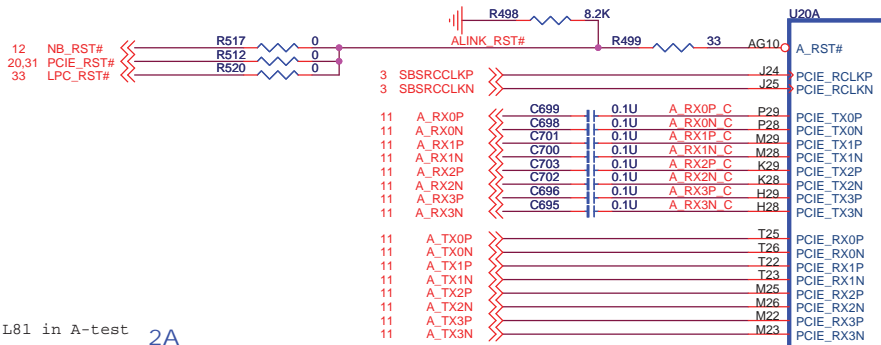 R498 8.2K U20A
12 NB_RST# R517 0
20,31 PCIE_RST# R512 0
33 LPC_RST# R520 0
ALINK_RST# R499 33 AG10 A_RST#
3 SBSRCCLKP J24 PCIE_RCLKP
3 SBSRCCLKN J25 PCIE_RCLKN
11 A_RX0P C699 0.1U A_RX0P_C P29 PCIE_TX0P
11 A_RX0N C698 0.1U A_RX0N_C P28 PCIE_TX0N
11 A_RX1P C701 0.1U A_RX1P_C M29 PCIE_TX1P
11 A_RX1N C700 0.1U A_RX1N_C M28 PCIE_TX1N
11 A_RX2P C703 0.1U A_RX2P_C K29 PCIE_TX2P
11 A_RX2N C702 0.1U A_RX2N_C K28 PCIE_TX2N
11 A_RX3P C696 0.1U A_RX3P_C H29 PCIE_TX3P
11 A_RX3N C695 0.1U A_RX3N_C H28 PCIE_TX3N
11 A_TX0P T25 PCIE_RX0P
11 A_TX0N T26 PCIE_RX0N
11 A_TX1P T22 PCIE_RX1P
11 A_TX1N T23 PCIE_RX1N
11 A_TX2P M25 PCIE_RX2P
11 A_TX2N M26 PCIE_RX2N
11 A_TX3P M22 PCIE_RX3P
11 A_TX3N M23 PCIE_RX3N
L81 in A-test 2A